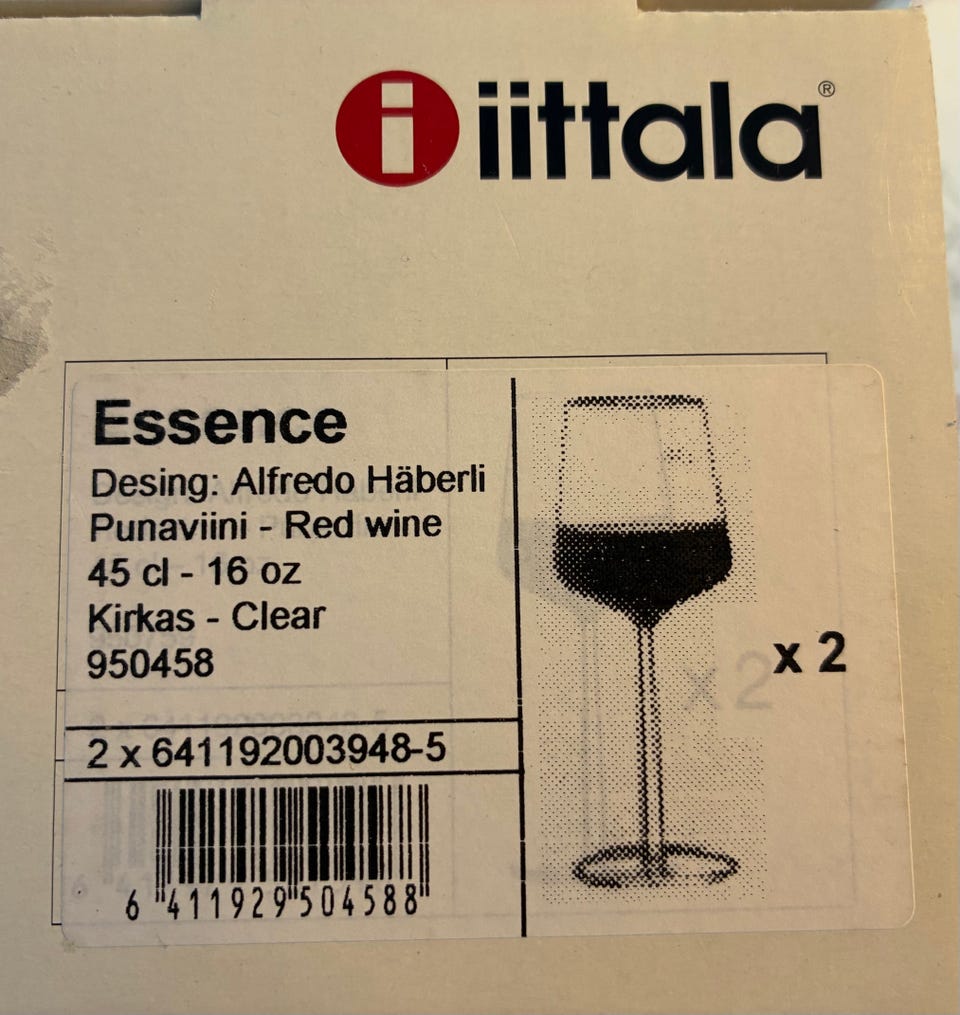 i iittala®
Essence
Desing: Alfredo Häberli
Punaviini - Red wine
45 cl - 16 oz
Kirkas - Clear
950458
x 2
x 2
2 x 641192003948-5
6 411929 504588